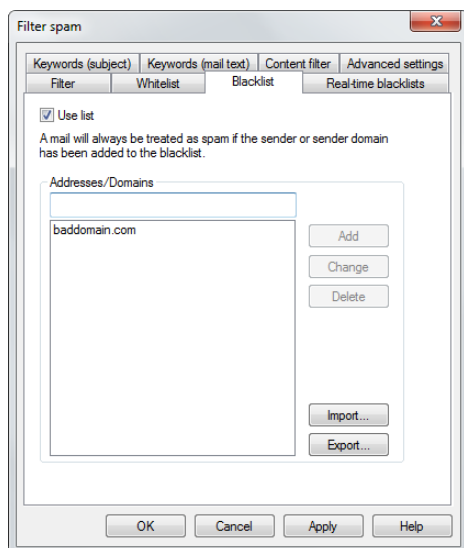 Filter spam
Keywords (subject) Keywords (mail text) Content filter Advanced settings
Filter Whitelist Blacklist Real-time blacklists
Use list
A mail will always be treated as spam if the sender or sender domain
has been added to the blacklist.
Addresses/Domains
baddomain.com
Add
Change
Delete
Import...
Export...
OK Cancel Apply Help